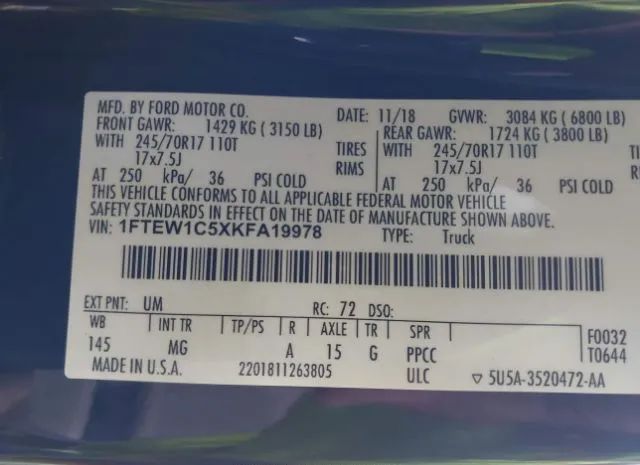 MFD. BY FORD MOTOR CO. DATE: 11/18 GVWR: 3084 KG (6800 LB)
FRONT GAWR: 1429 KG (3150 LB) REAR GAWR: 1724 KG (3800 LB)
WITH 245/70R17 110T TIRES WITH 245/70R17 110T
17x7.5J RIMS 17x7.5J
AT 250 kPa/ 36 PSI COLD AT 250 kPa/ 36
THIS VEHICLE CONFORMS TO ALL APPLICABLE FEDERAL MOTOR VEHICLE
SAFETY STANDARDS IN EFFECT ON THE DATE OF MANUFACTURE SHOWN ABOVE.
VIN: 1FTEW1C5XKFA19978 TYPE: Truck
EXT PNT: UM RC: 72 DSO:
WB INT TR TP/PS R AXLE TR SPR F0032
145 MG A 15 G PPCC T0644
MADE IN U.S.A. 2201811263805 ULC ▽ 5U5A-3520472-AA